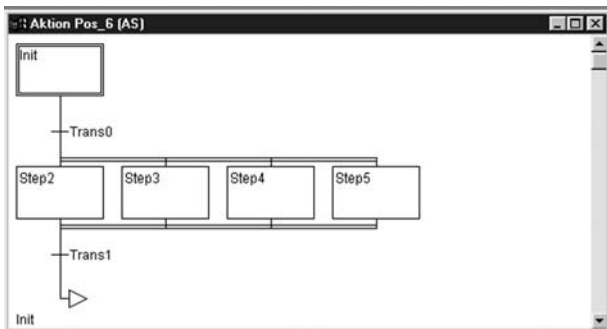 Aktion Pos_6 (AS)
Init
Trans0
Step2 Step3 Step4 Step5
Trans1
Init